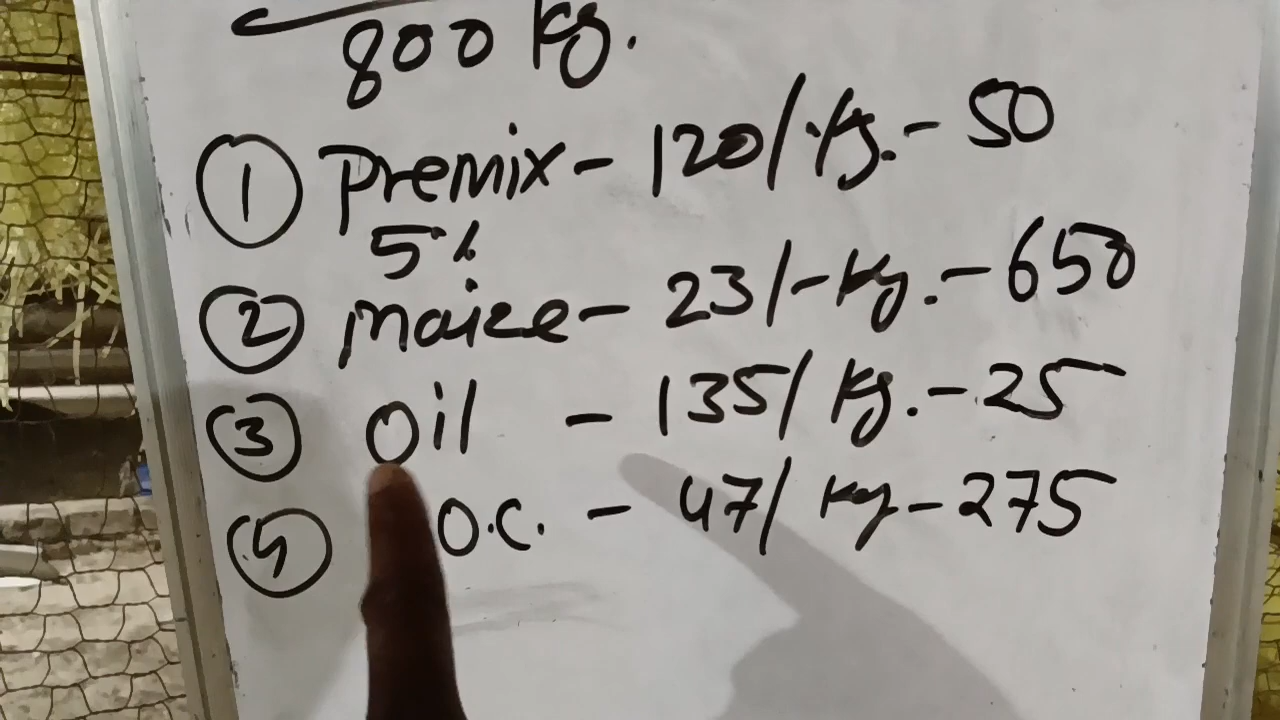 800 kg.
① Premix - 120/kg. - 50
5%
② maize - 23/- kg. - 650
③ Oil - 135/ kg. - 25
④ O.C. - 47/ kg - 275